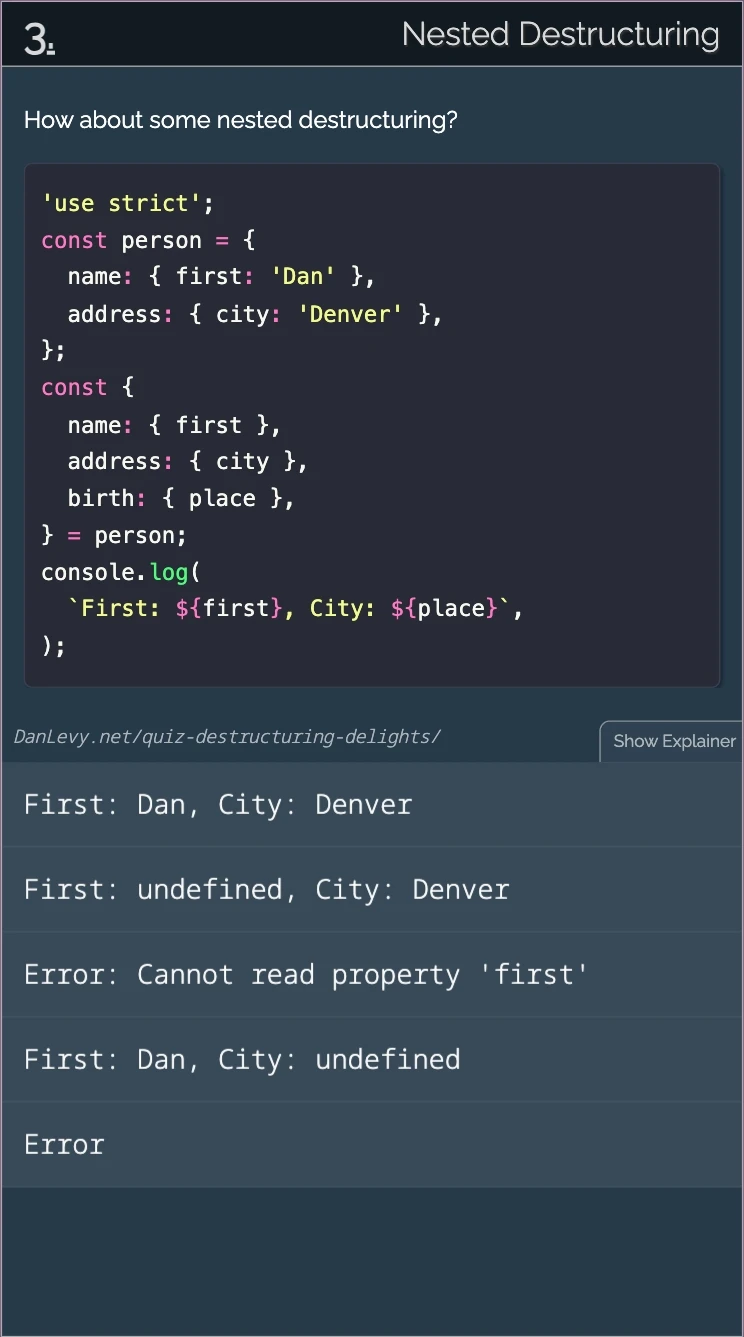 3.
Nested Destructuring
How about some nested destructuring?
'use strict';
const person = {
  name: { first: 'Dan' },
  address: { city: 'Denver' },
};
const {
  name: { first },
  address: { city },
  birth: { place },
} = person;
console.log(
  `First: ${first}, City: ${place}`,
);
DanLevy.net/quiz-destructuring-delights/
Show Explainer
First: Dan, City: Denver
First: undefined, City: Denver
Error: Cannot read property 'first'
First: Dan, City: undefined
Error